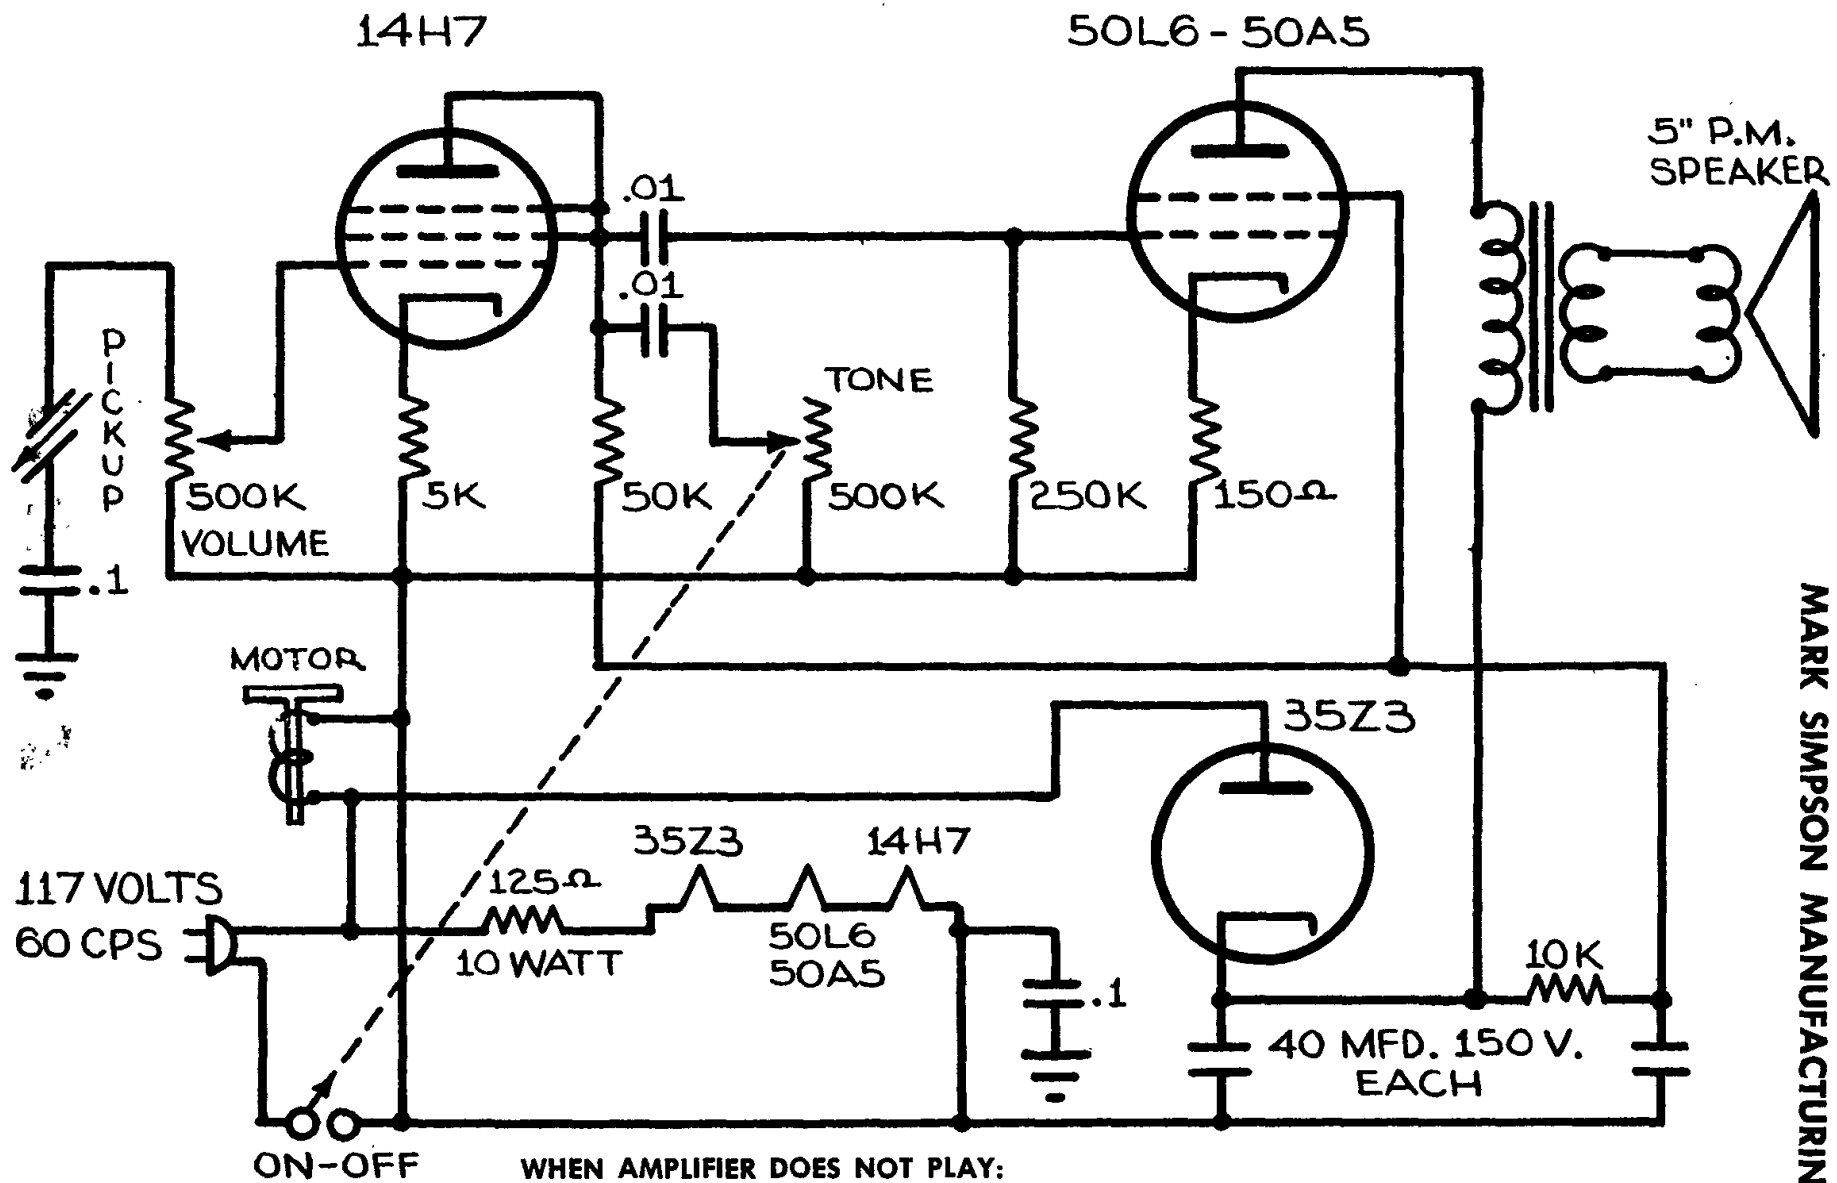 14H7
50L6 - 50A5
5" P.M.
SPEAKER
.01
.01
PICKUP
TONE
500K
VOLUME
5K
50K
500K
250K
150Ω
.1
MOTOR
35Z3
117 VOLTS
60 CPS
125Ω
10 WATT
35Z3
50L6
50A5
14H7
.1
10K
40 MFD. 150 V.
EACH
ON-OFF
WHEN AMPLIFIER DOES NOT PLAY:
MARK SIMPSON MANUFACTURIN